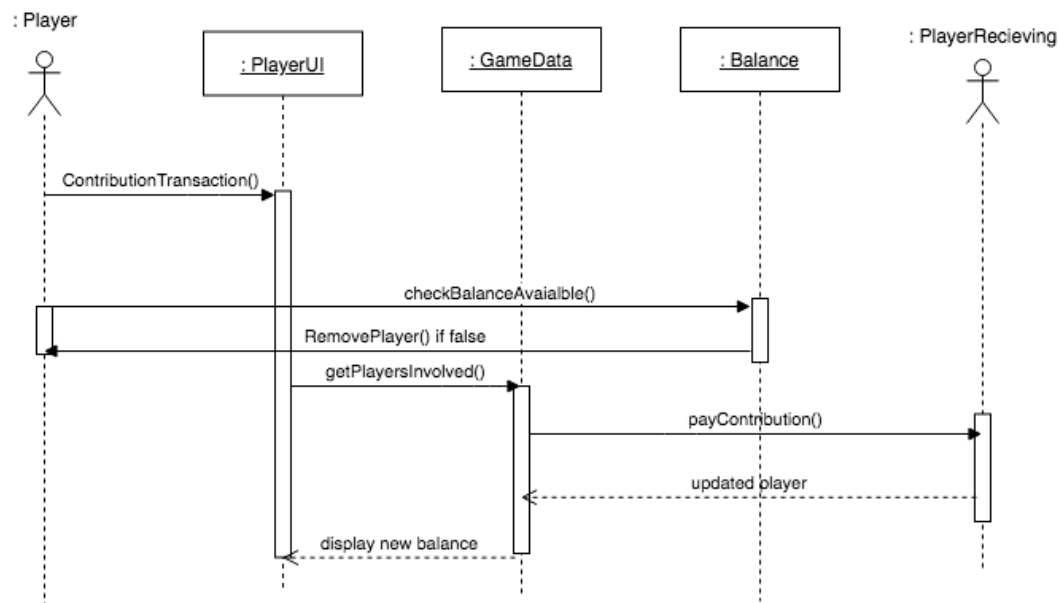 : Player
: PlayerUI
: GameData
: Balance
: PlayerRecieving
ContributionTransaction()
checkBalanceAvaialble()
RemovePlayer() if false
getPlayersInvolved()
payContribution()
updated olayer
display new balance